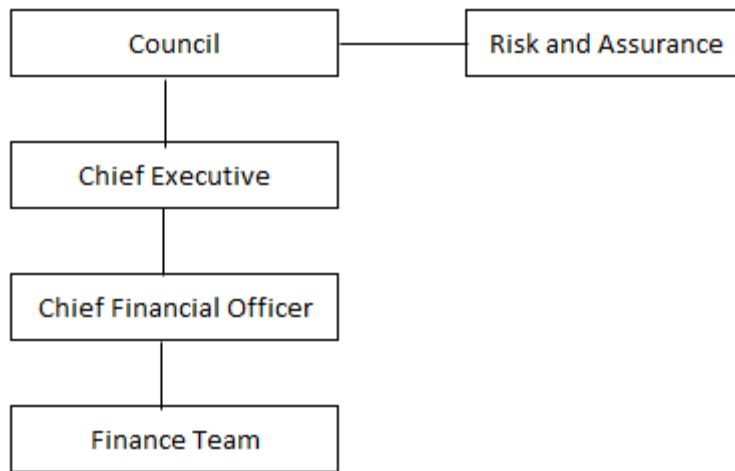 Council
Risk and Assurance
Chief Executive
Chief Financial Officer
Finance Team